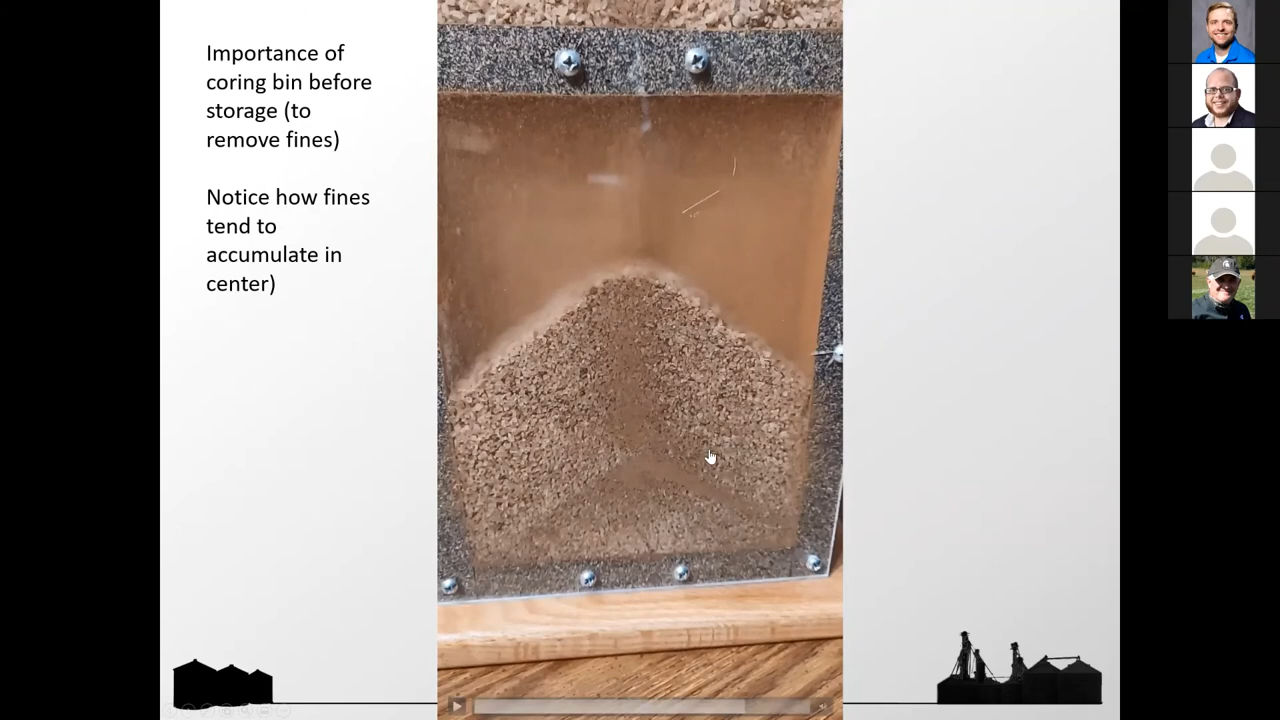 Importance of
coring bin before
storage (to
remove fines)
Notice how fines
tend to
accumulate in
center)